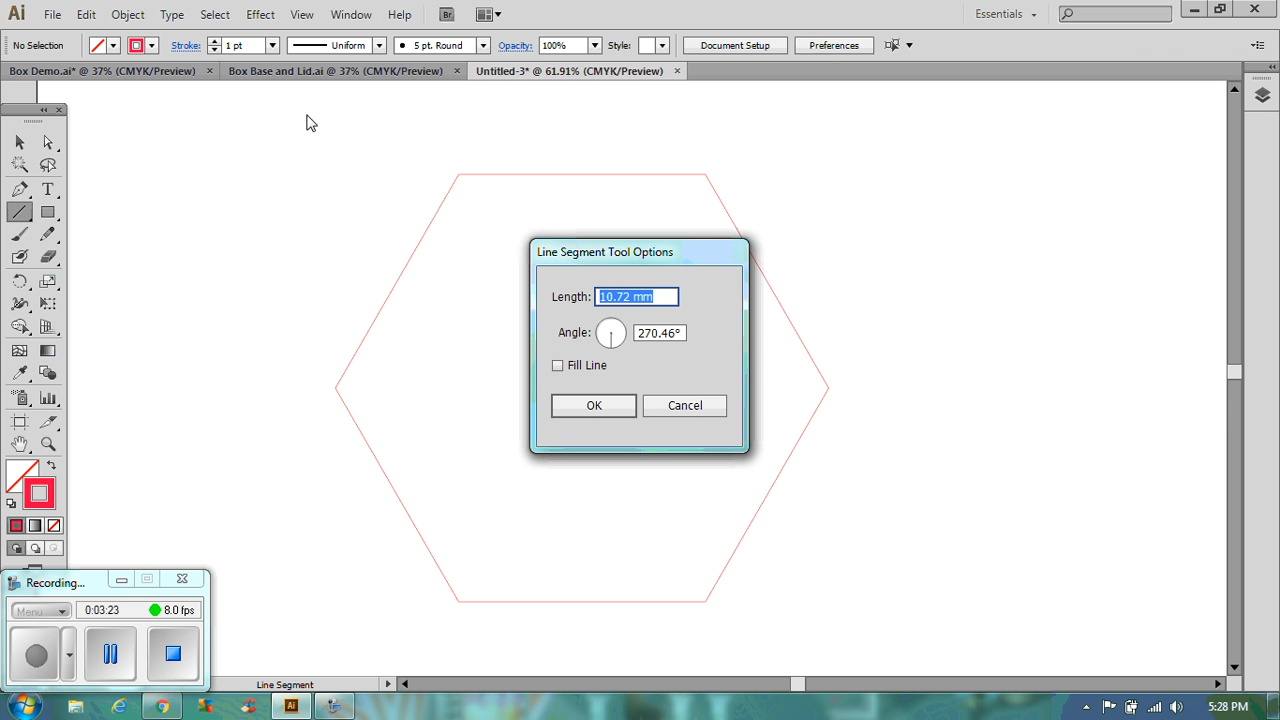 Ai File Edit Object Type Select Effect View Window Help Br Essentials
No Selection Stroke: 1 pt Uniform 5 pt. Round Opacity: 100% Style: Document Setup Preferences
Box Demo.ai* @ 37% (CMYK/Preview) × Box Base and Lid.ai @ 37% (CMYK/Preview) × Untitled-3* @ 61.91% (CMYK/Preview) ×
Line Segment Tool Options
Length: 10.72 mm
Angle: 270.46°
Fill Line
OK Cancel
Recording...
Menu 0:03:23 8.0 fps
Line Segment
Ai 5:28 PM